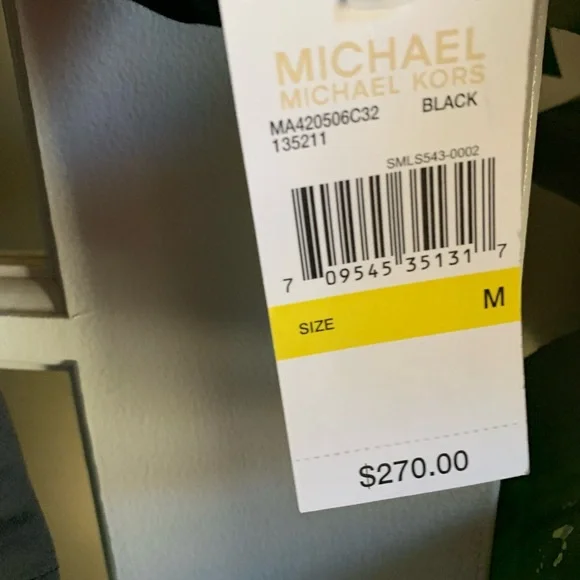 MICHAEL
MICHAEL KORS
MA420506C32 BLACK
135211
SMLS543-0002
7 09545 35131 7
SIZE M
$270.00